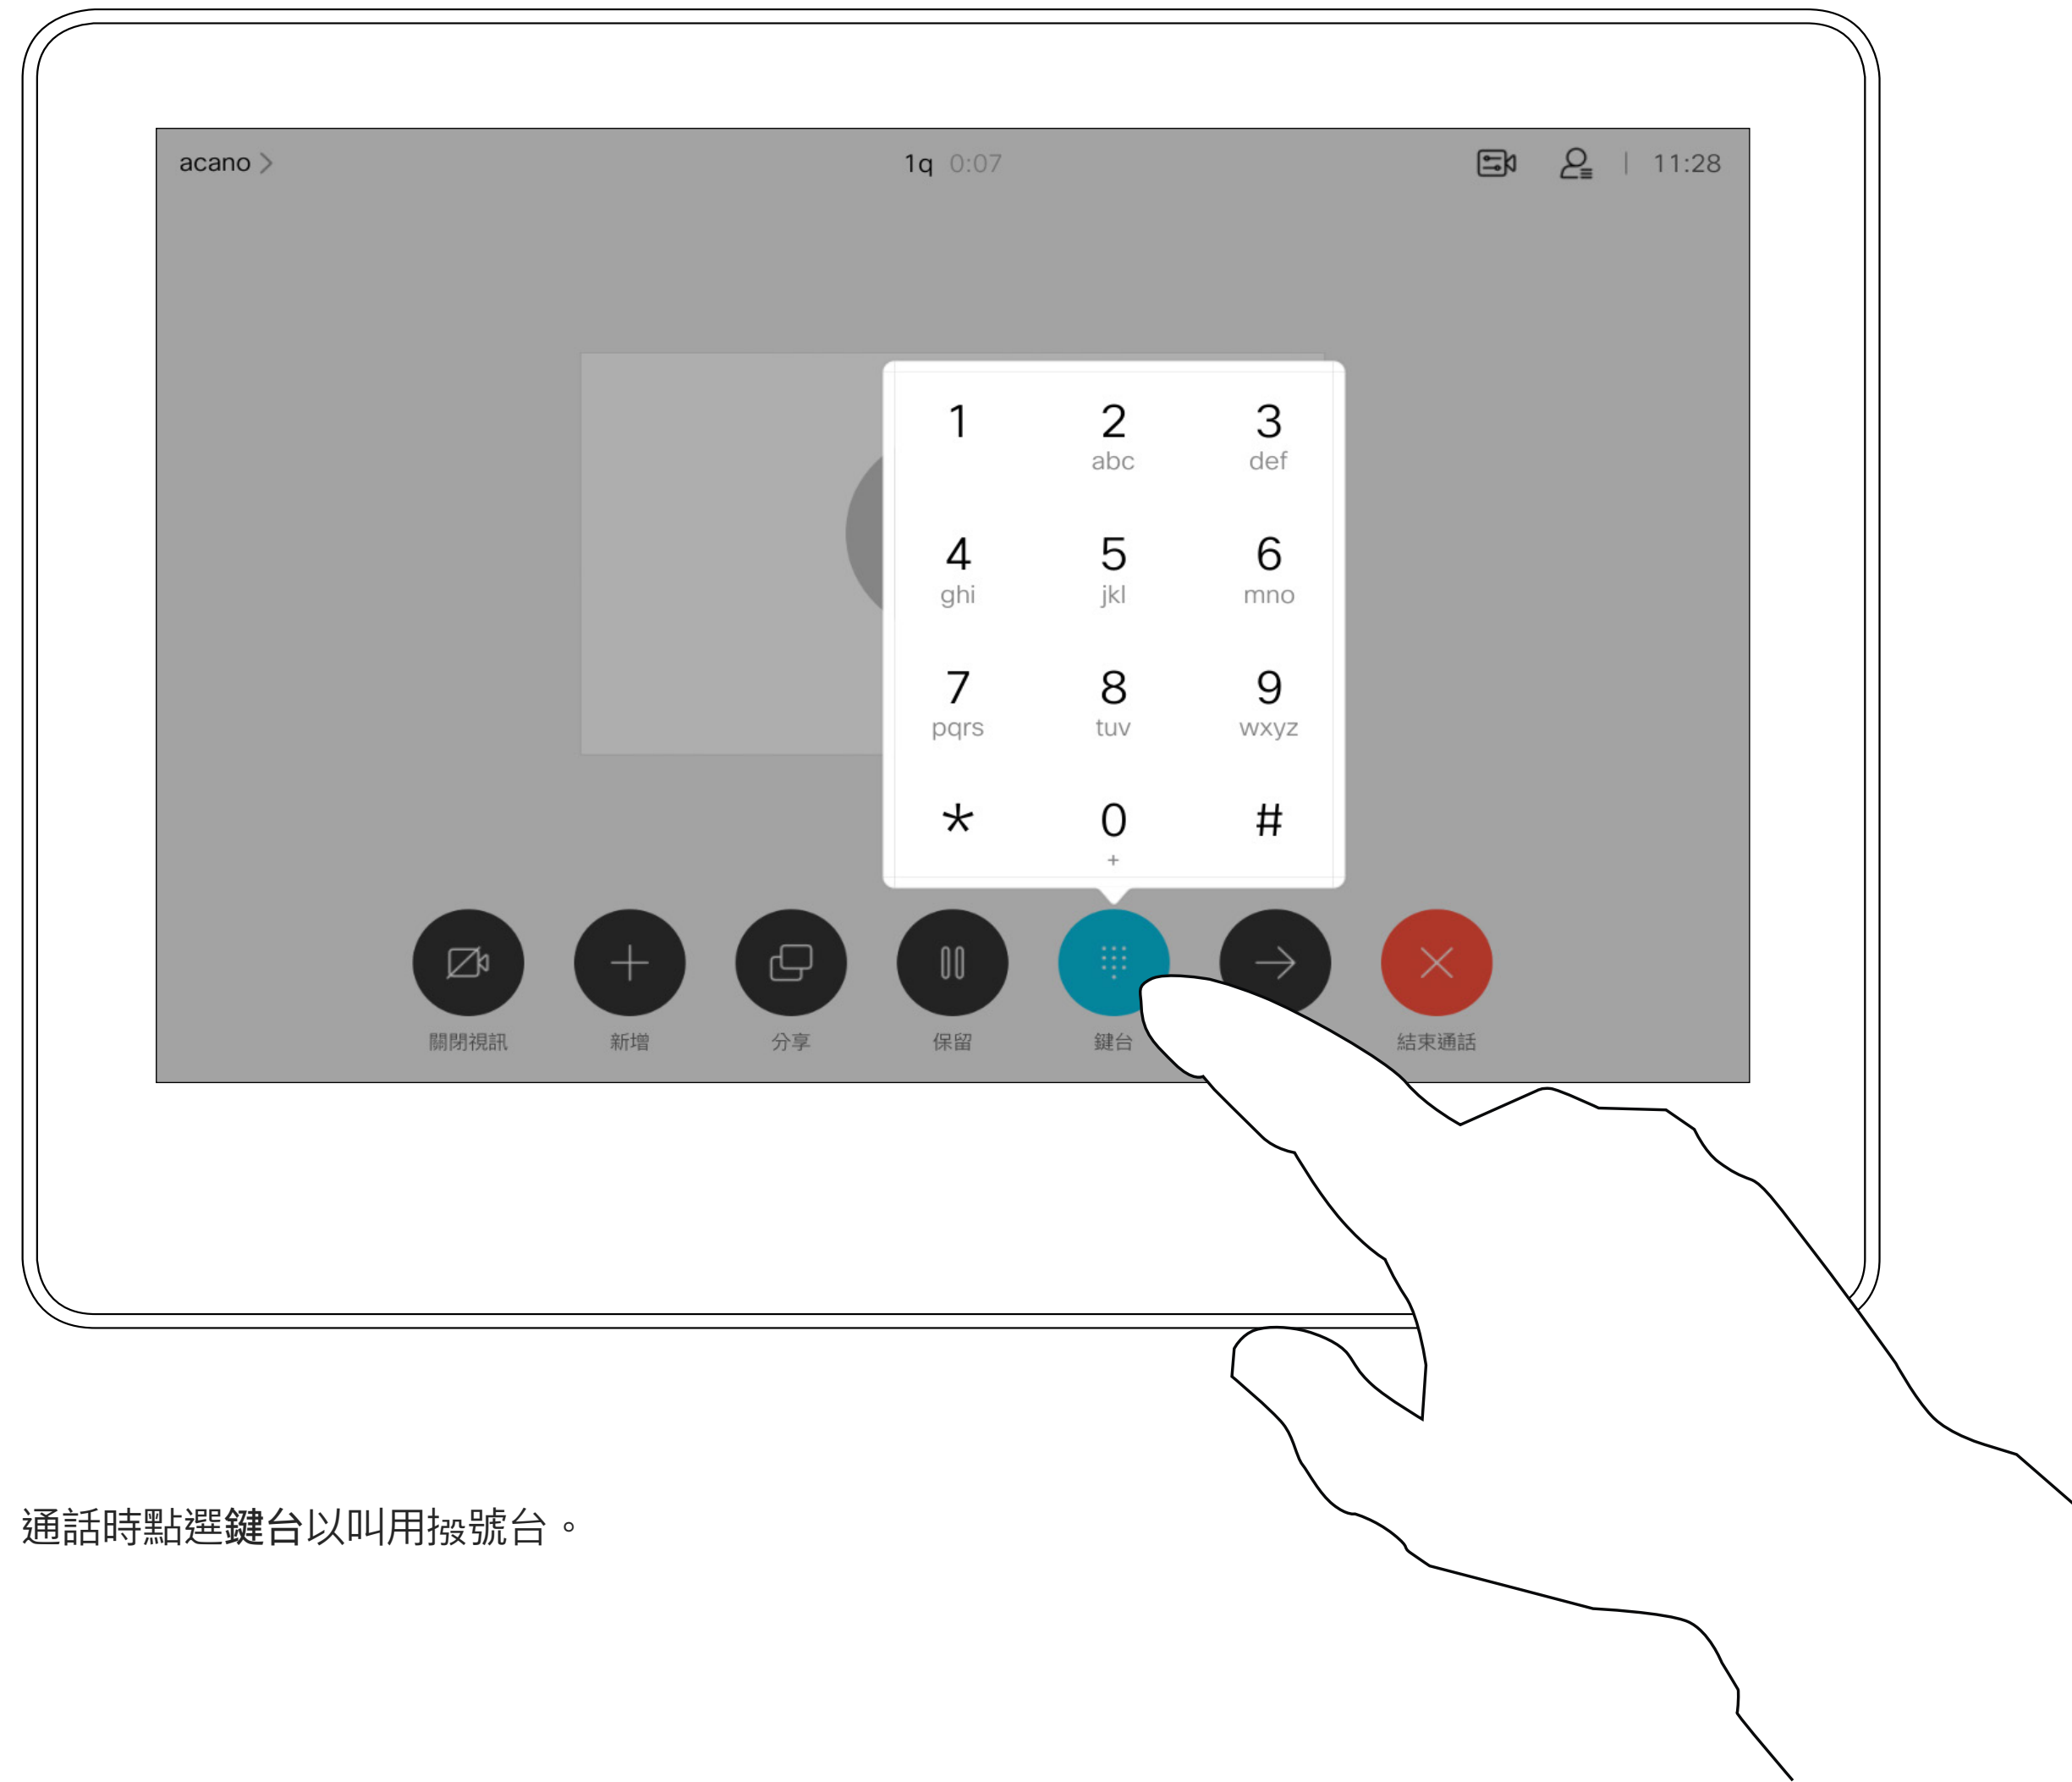 acano
1q 0:07
11:28
1 2 3
abc def
4 5 6
ghi jkl mno
7 8 9
pqrs tuv wxyz
* 0 #
+
關閉視訊 新增 分享 保留 鍵台 結束通話
通話時點選鍵台以叫用撥號台。